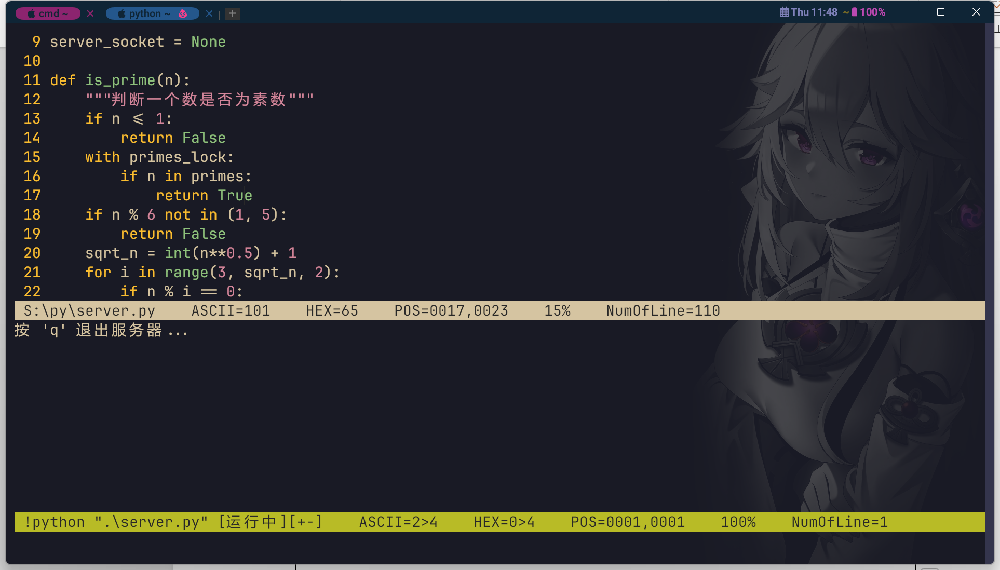 cmd ~ × python ~ × | + Thu 11:48 ~ 100%
9 server_socket = None
10
11 def is_prime(n):
12     """判断一个数是否为素数"""
13     if n <= 1:
14         return False
15     with primes_lock:
16         if n in primes:
17             return True
18     if n % 6 not in (1, 5):
19         return False
20     sqrt_n = int(n**0.5) + 1
21     for i in range(3, sqrt_n, 2):
22         if n % i == 0:
S:\py\server.py    ASCII=101    HEX=65    POS=0017,0023    15%    NumOfLine=110
按 'q' 退出服务器...
!python ".\server.py" [运行中][+-]    ASCII=2>4    HEX=0>4    POS=0001,0001    100%    NumOfLine=1